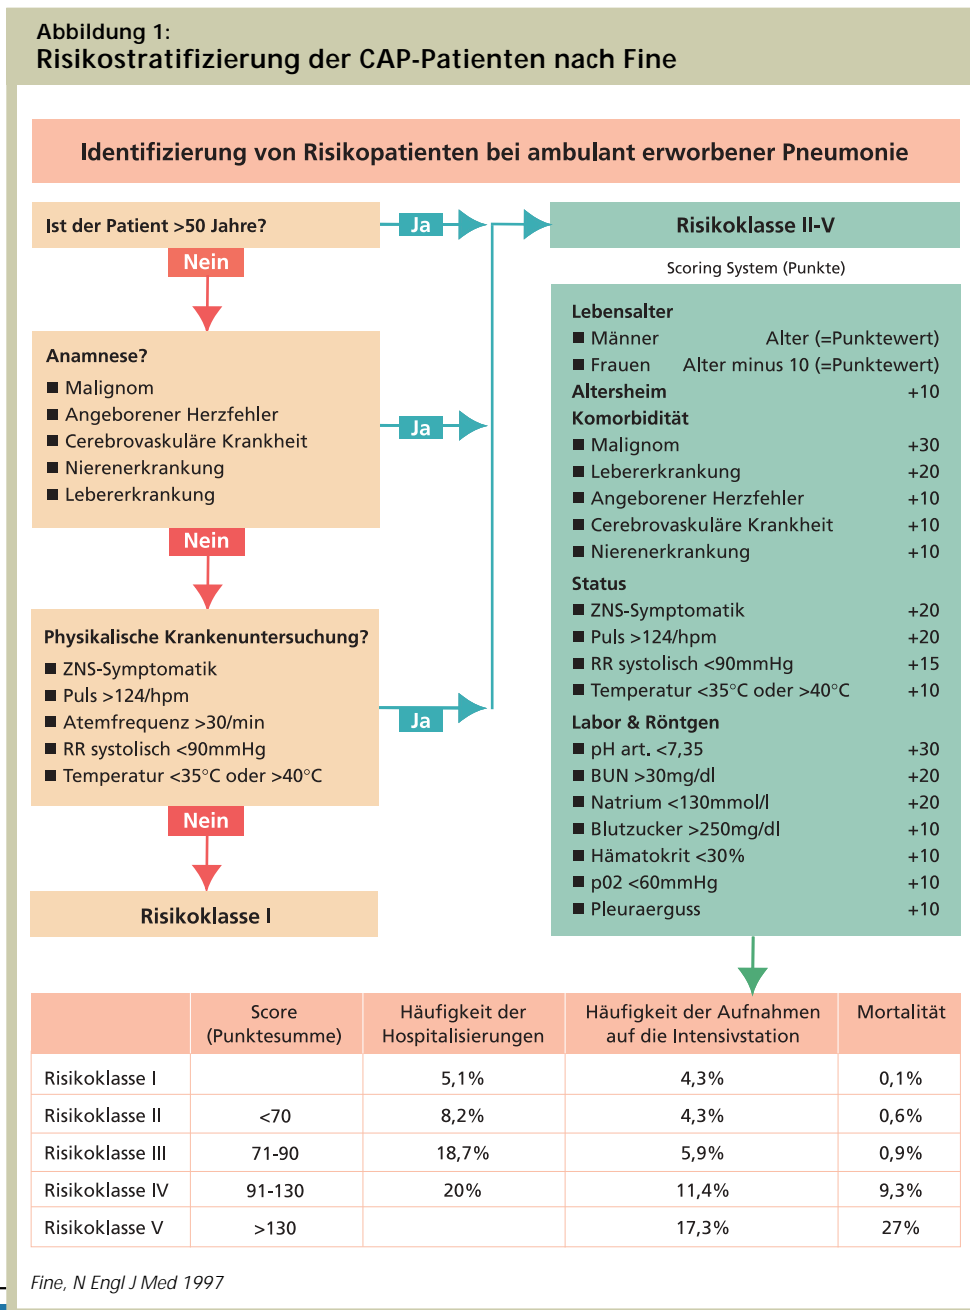 Abbildung 1:
Risikostratifizierung der CAP-Patienten nach Fine
Identifizierung von Risikopatienten bei ambulant erworbener Pneumonie
Ist der Patient >50 Jahre?
Ja
Nein
Anamnese?
■ Malignom
■ Angeborener Herzfehler
■ Cerebrovaskuläre Krankheit
■ Nierenerkrankung
■ Lebererkrankung
Ja
Nein
Physikalische Krankenuntersuchung?
■ ZNS-Symptomatik
■ Puls >124/hpm
■ Atemfrequenz >30/min
■ RR systolisch <90mmHg
■ Temperatur <35°C oder >40°C
Ja
Nein
Risikoklasse I
Risikoklasse II-V
Scoring System (Punkte)
Lebensalter
■ Männer Alter (=Punktewert)
■ Frauen Alter minus 10 (=Punktewert)
Altersheim +10
Komorbidität
■ Malignom +30
■ Lebererkrankung +20
■ Angeborener Herzfehler +10
■ Cerebrovaskuläre Krankheit +10
■ Nierenerkrankung +10
Status
■ ZNS-Symptomatik +20
■ Puls >124/hpm +20
■ RR systolisch <90mmHg +15
■ Temperatur <35°C oder >40°C +10
Labor & Röntgen
■ pH art. <7,35 +30
■ BUN >30mg/dl +20
■ Natrium <130mmol/l +20
■ Blutzucker >250mg/dl +10
■ Hämatokrit <30% +10
■ p02 <60mmHg +10
■ Pleuraerguss +10
Score Häufigkeit der Häufigkeit der Aufnahmen Mortalität
(Punktesumme) Hospitalisierungen auf die Intensivstation
Risikoklasse I 5,1% 4,3% 0,1%
Risikoklasse II <70 8,2% 4,3% 0,6%
Risikoklasse III 71-90 18,7% 5,9% 0,9%
Risikoklasse IV 91-130 20% 11,4% 9,3%
Risikoklasse V >130 17,3% 27%
Fine, N Engl J Med 1997